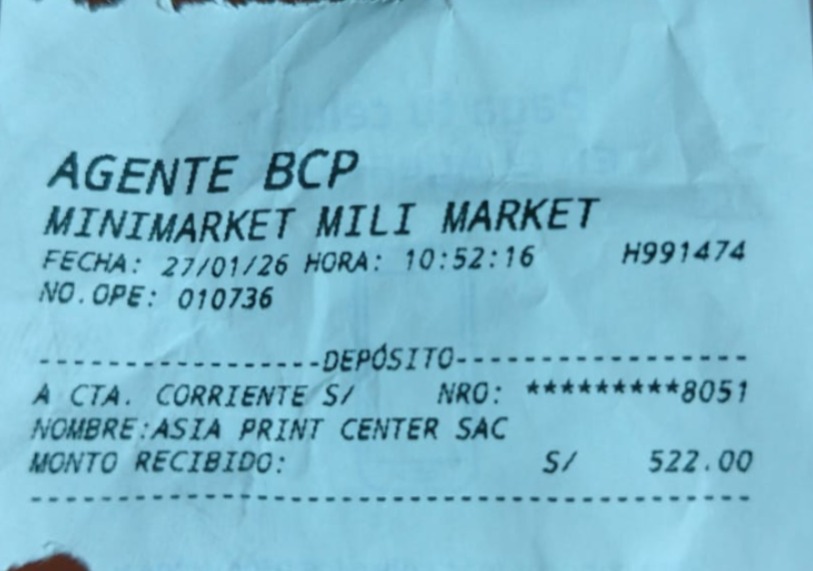 AGENTE BCP
MINIMARKET MILI MARKET
FECHA: 27/01/26 HORA: 10:52:16 H991474
NO.OPE: 010736
-----------------DEPÓSITO-----------------
A CTA. CORRIENTE S/ NRO: *********8051
NOMBRE:ASIA PRINT CENTER SAC
MONTO RECIBIDO: S/ 522.00
------------------------------------------